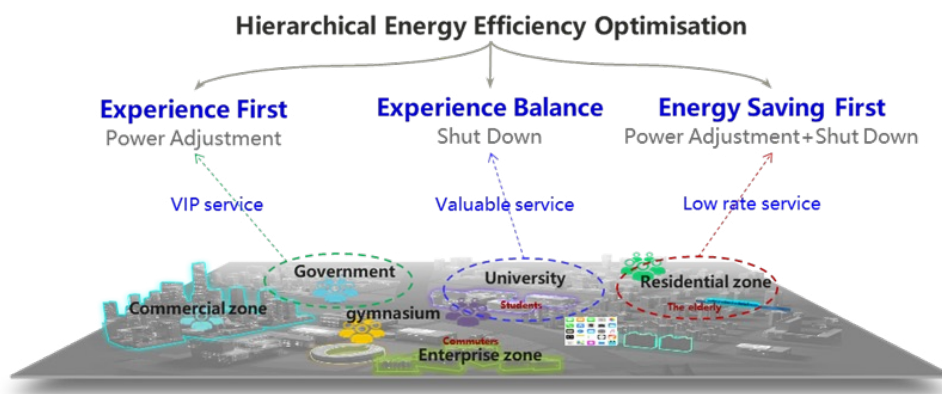 Hierarchical Energy Efficiency Optimisation
Experience First
Experience Balance
Energy Saving First
Power Adjustment
Shut Down
Power Adjustment+Shut Down
VIP service
Valuable service
Low rate service
Government
University
Residential zone
Commercial zone
Students
The elderly
gymnasium
Commuters
Enterprise zone